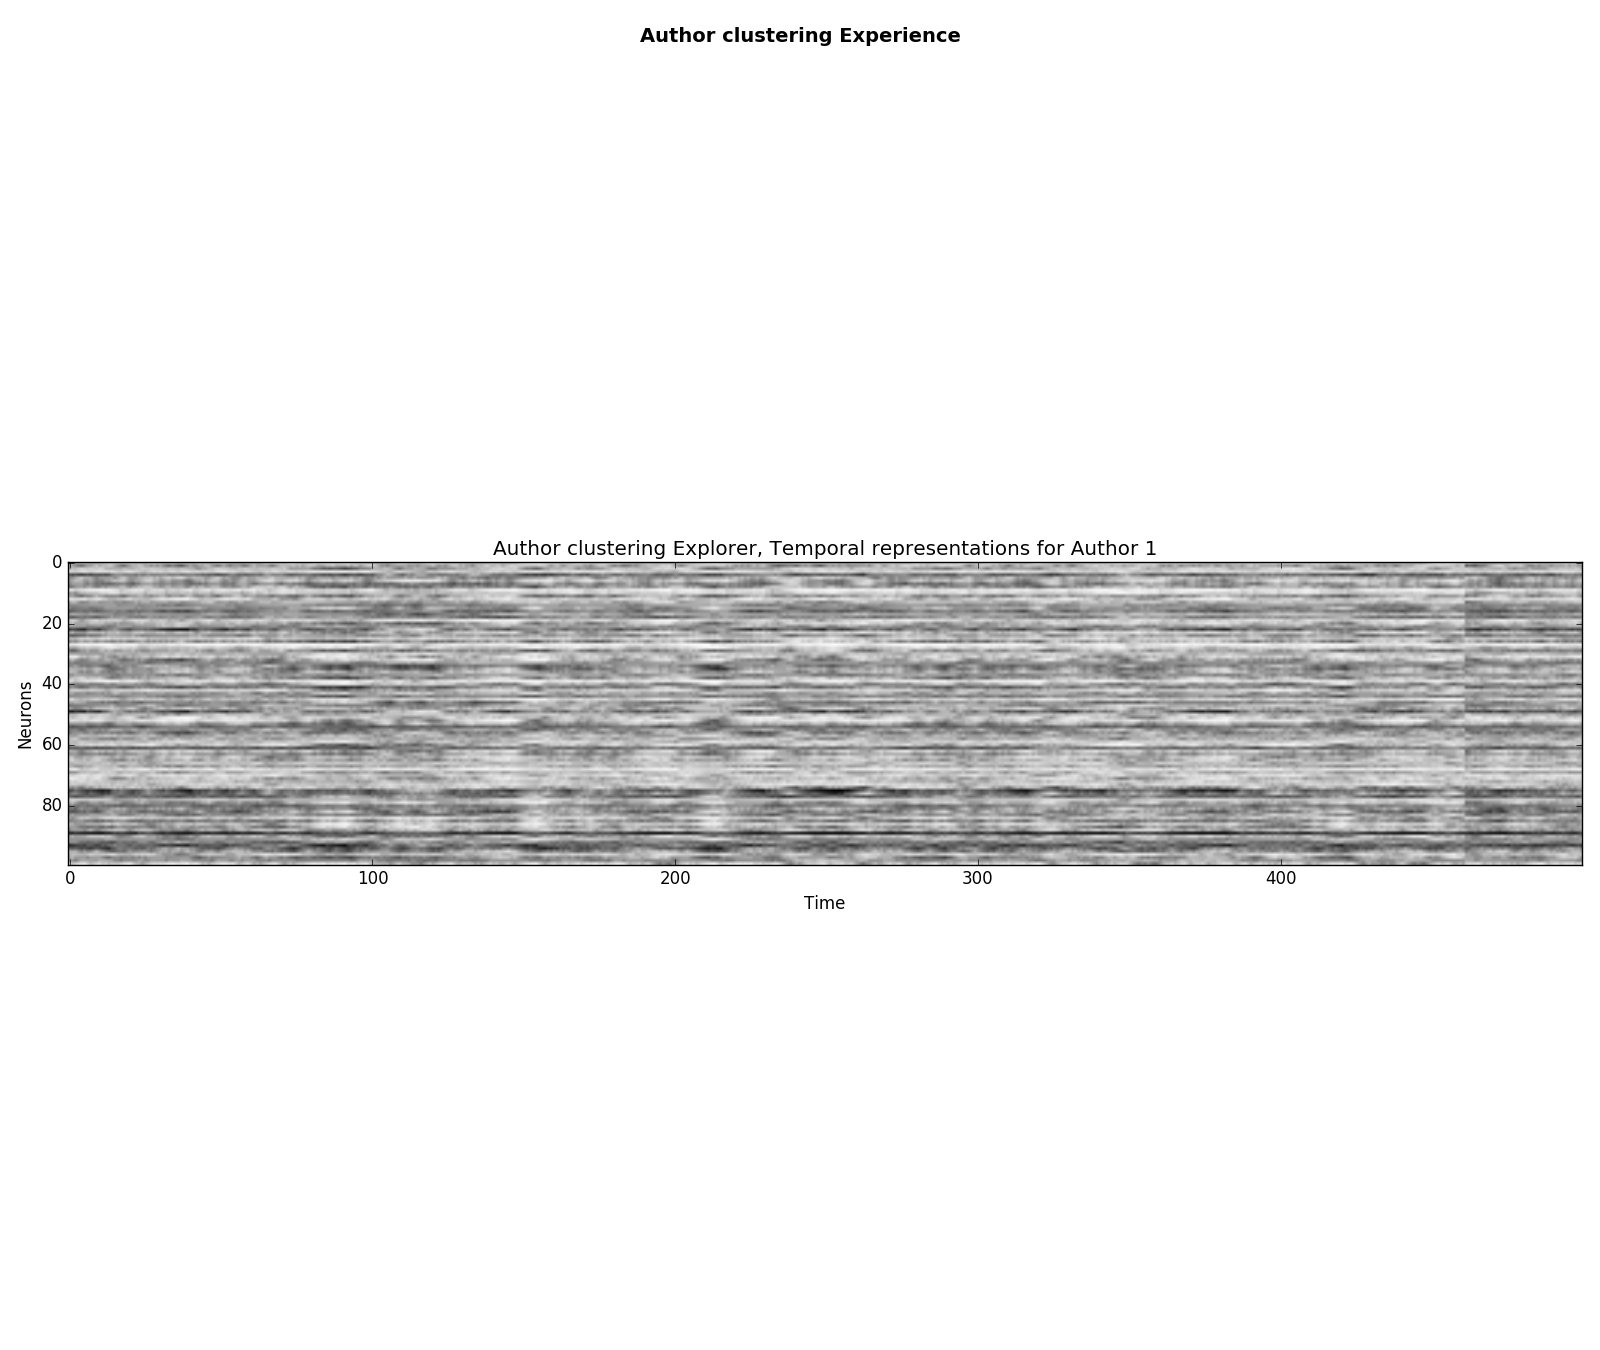 Author clustering Experience
Author clustering Explorer, Temporal representations for Author 1
0
20
40
60
80
Neurons
0 100 200 300 400
Time